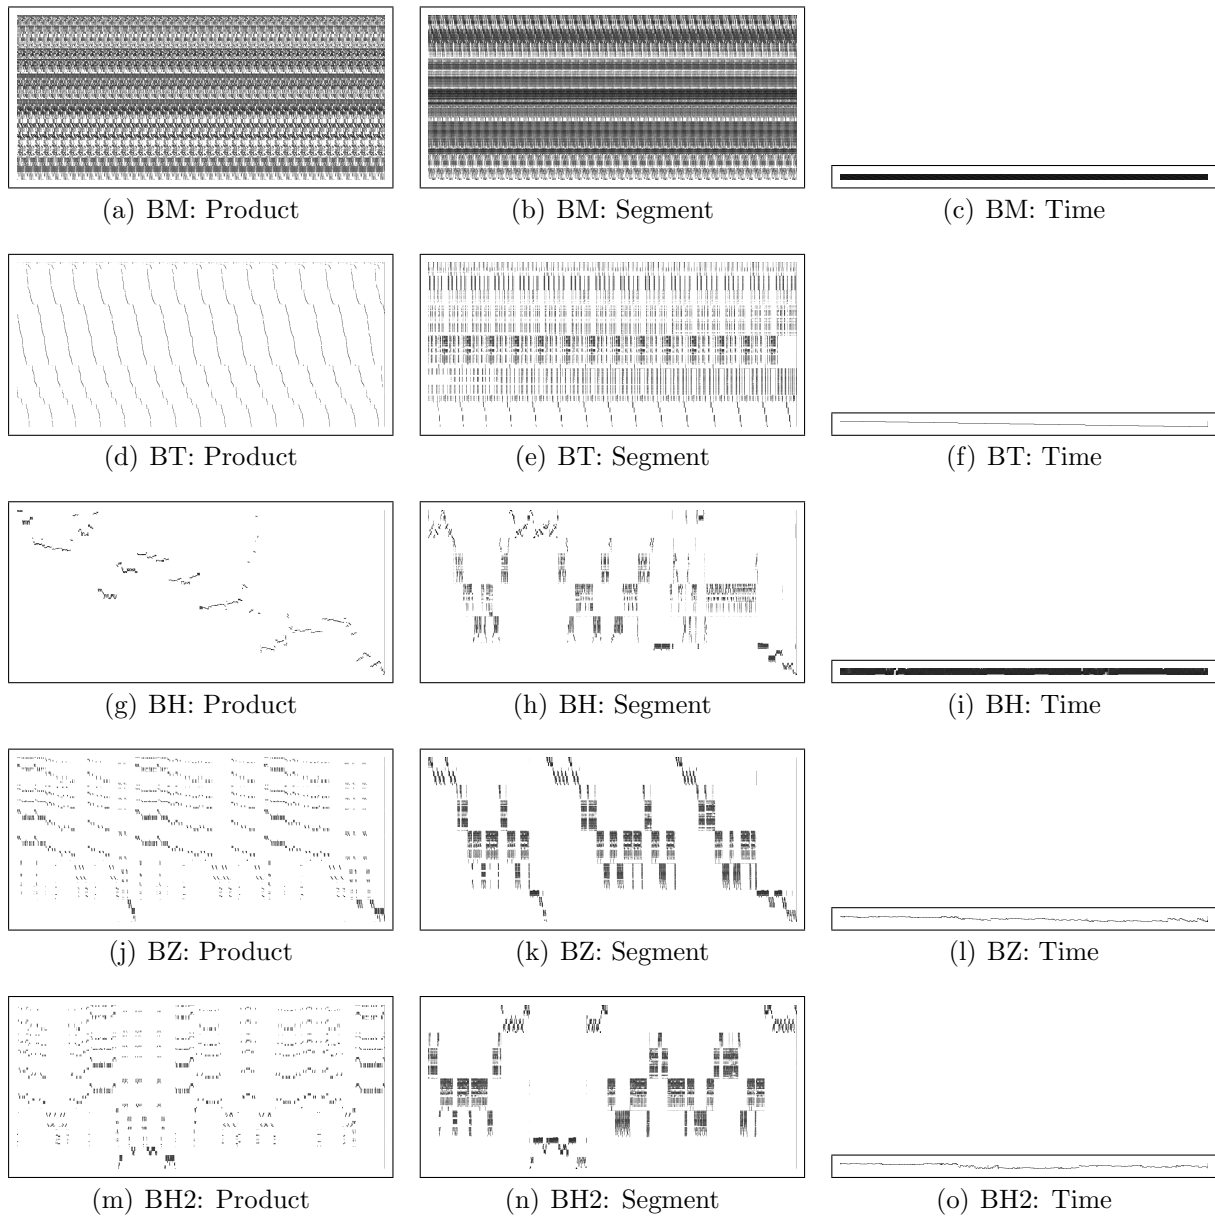 (a) BM: Product
(b) BM: Segment
(c) BM: Time
(d) BT: Product
(e) BT: Segment
(f) BT: Time
(g) BH: Product
(h) BH: Segment
(i) BH: Time
(j) BZ: Product
(k) BZ: Segment
(l) BZ: Time
(m) BH2: Product
(n) BH2: Segment
(o) BH2: Time